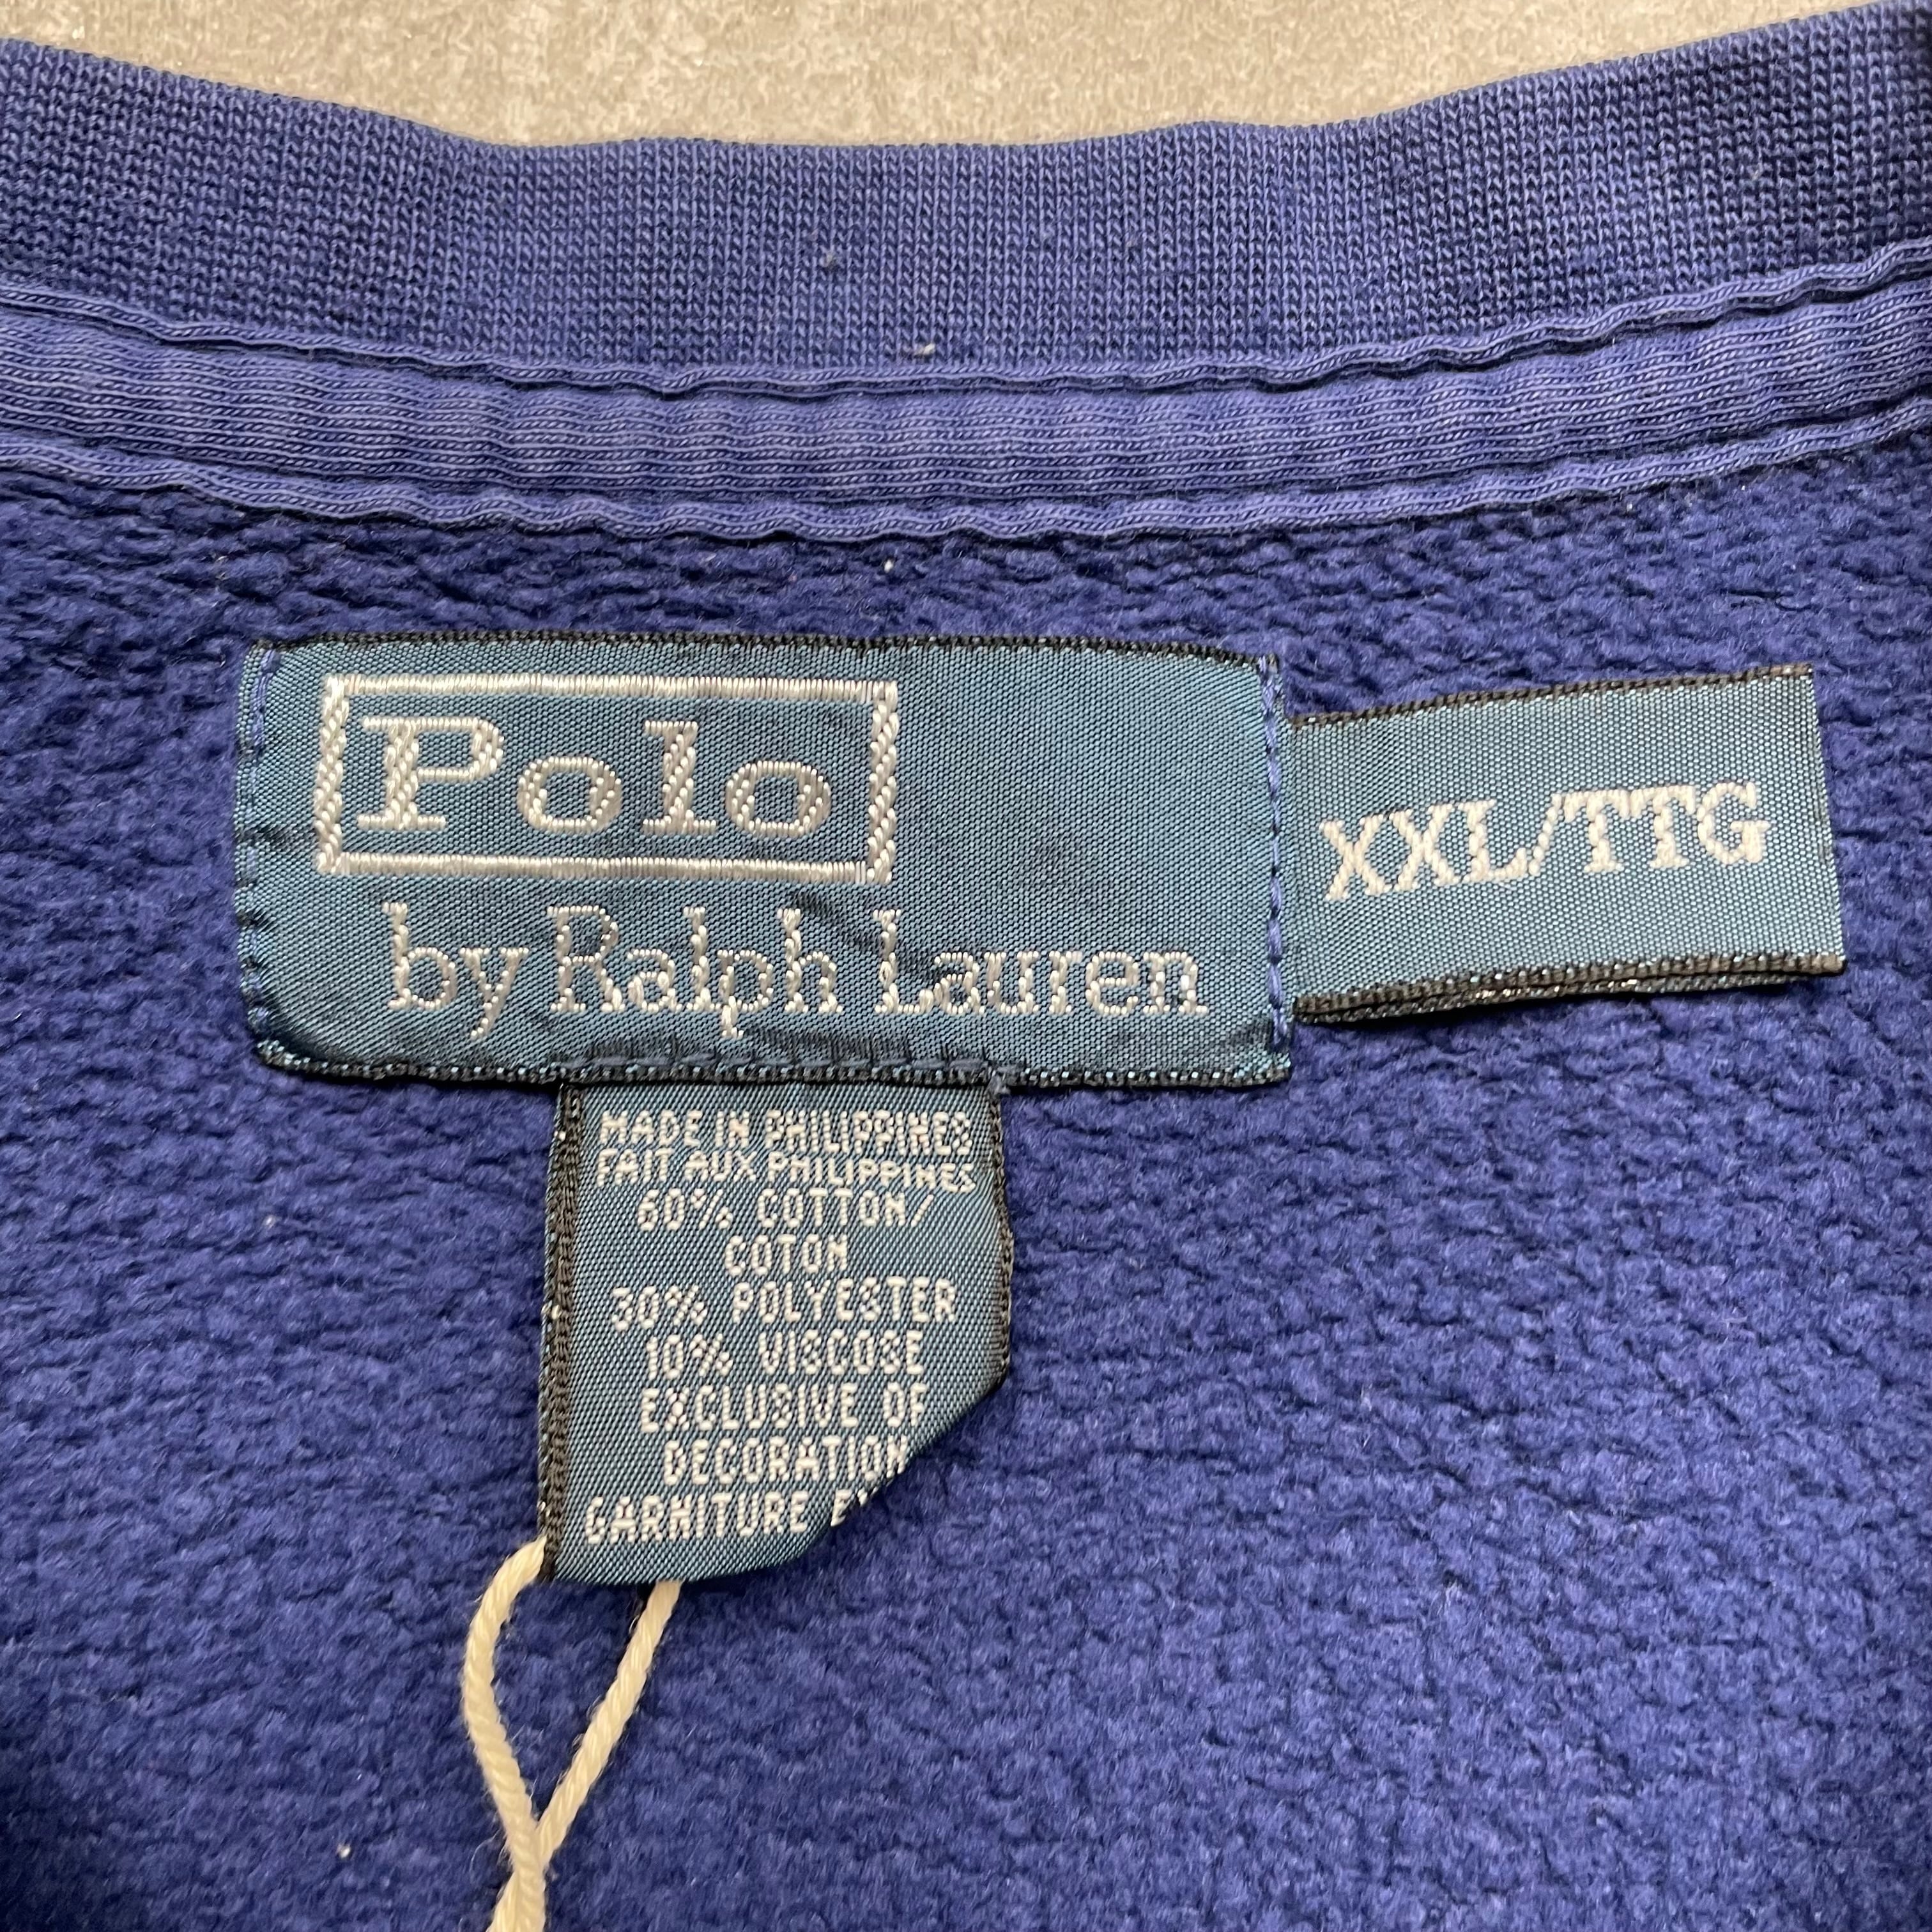 Polo
by Ralph Lauren
XXL/TTG
MADE IN PHILIPPINES
FAIT AUX PHILIPPINES
60% COTTON/
COTON
30% POLYESTER
10% VISCOSE
EXCLUSIVE OF
DECORATION
GARNITURE